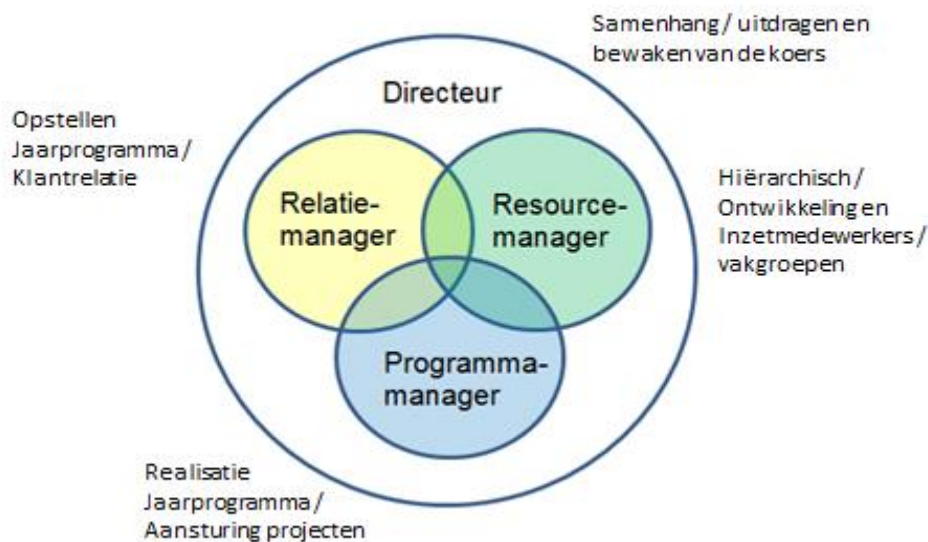 Samenhang/ uitdragen en
bewaken van de koers
Directeur
Opstellen
Jaarprogramma/
Klantrelatie
Relatie-
manager
Resource-
manager
Hiërarchisch/
Ontwikkeling en
Inzet medewerkers/
vakgroepen
Programma-
manager
Realisatie
Jaarprogramma/
Aansturing projecten